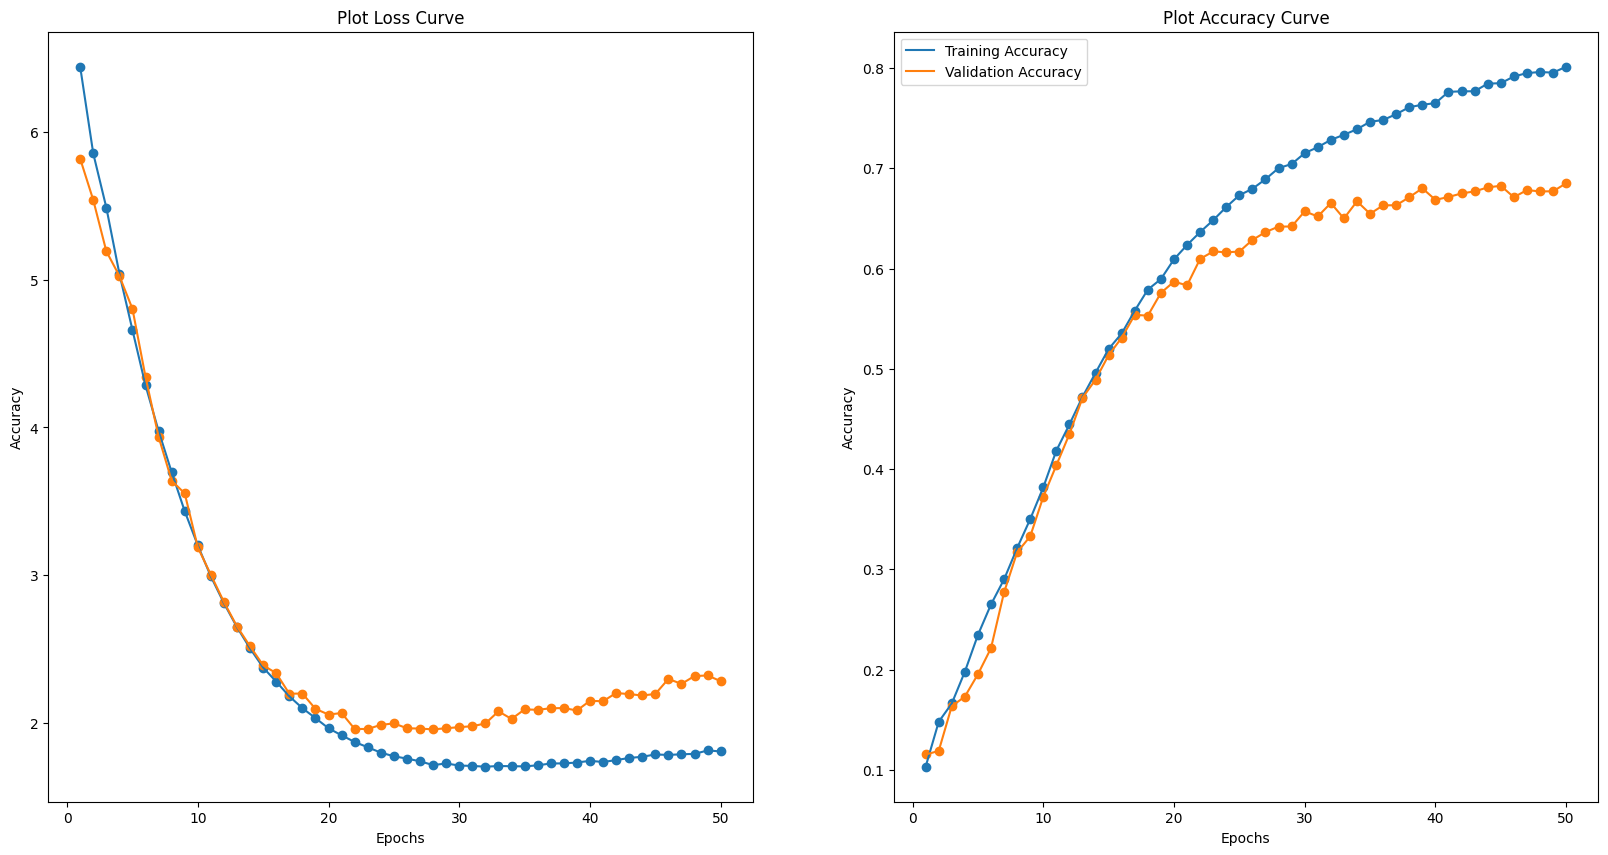 Plot Loss Curve
6
5
4
3
2
Accuracy
0 10 20 30 40 50
Epochs
Plot Accuracy Curve
Training Accuracy
Validation Accuracy
0.8
0.7
0.6
0.5
0.4
0.3
0.2
0.1
Accuracy
0 10 20 30 40 50
Epochs